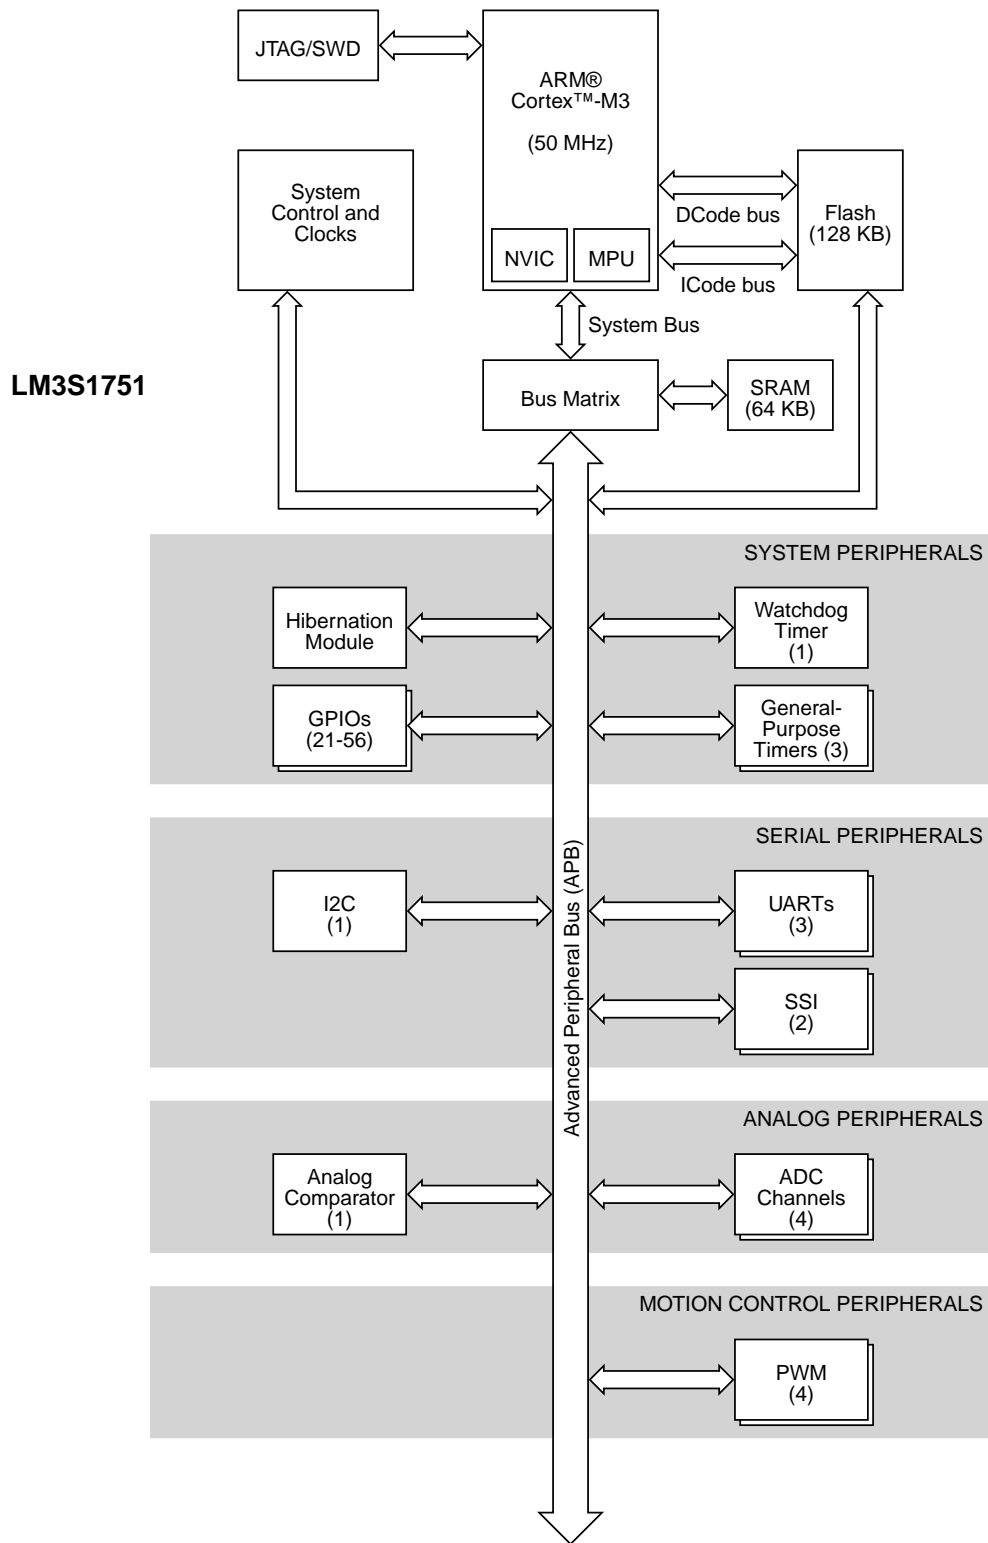 JTAG/SWD
ARM®
Cortex™-M3
(50 MHz)
System
Control and
Clocks
NVIC
MPU
DCode bus
ICode bus
Flash
(128 KB)
System Bus
LM3S1751
Bus Matrix
SRAM
(64 KB)
SYSTEM PERIPHERALS
Hibernation
Module
Watchdog
Timer
(1)
GPIOs
(21-56)
General-
Purpose
Timers (3)
Advanced Peripheral Bus (APB)
SERIAL PERIPHERALS
I2C
(1)
UARTs
(3)
SSI
(2)
ANALOG PERIPHERALS
Analog
Comparator
(1)
ADC
Channels
(4)
MOTION CONTROL PERIPHERALS
PWM
(4)